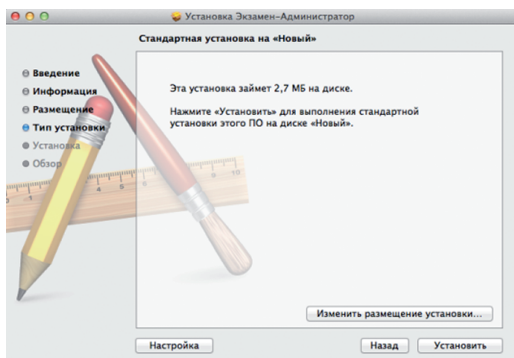 Установка Экзамен-Администратор
Стандартная установка на «Новый»
Введение
Информация
Размещение
Тип установки
Установка
Обзор
Эта установка займет 2,7 МБ на диске.
Нажмите «Установить» для выполнения стандартной
установки этого ПО на диске «Новый».
Изменить размещение установки...
Настройка
Назад
Установить